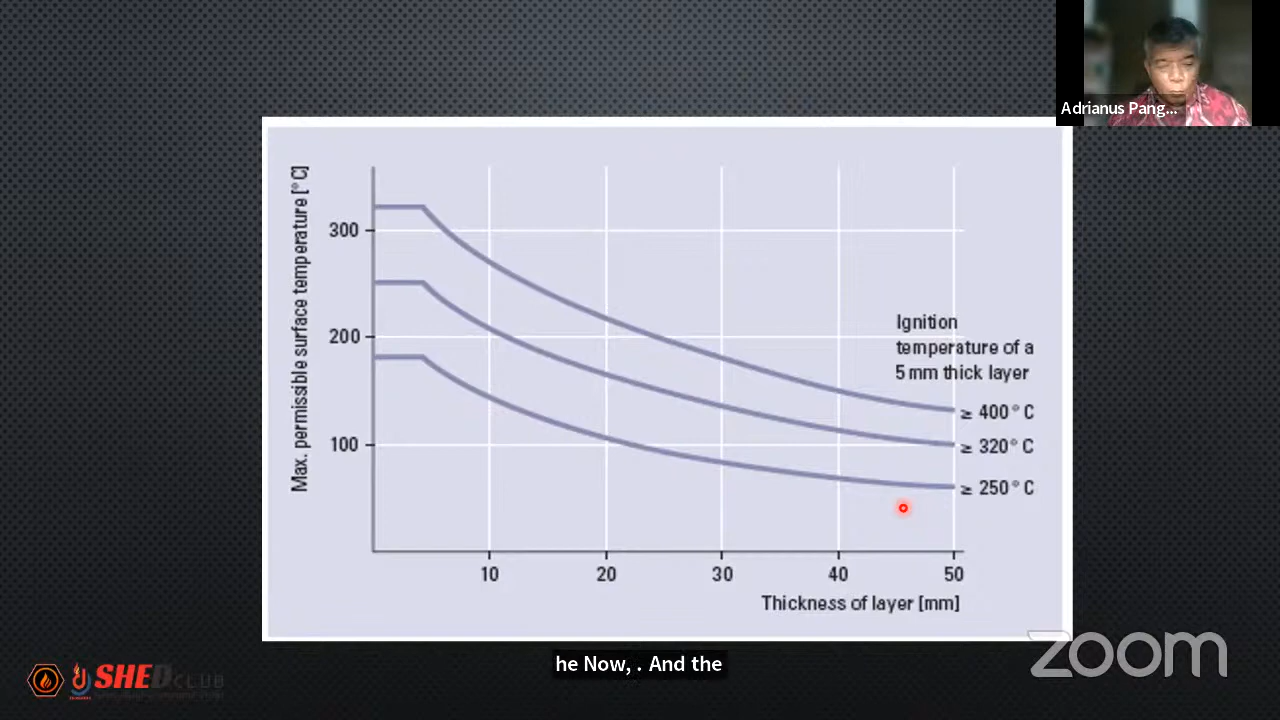 Adrianus Pang...
Max. permissible surface temperature [°C]
300
200
100
Ignition
temperature of a
5 mm thick layer
≥ 400°C
≥ 320°C
≥ 250°C
10 20 30 40 50
Thickness of layer [mm]
he Now, . And the
zoom
SHED CLUB